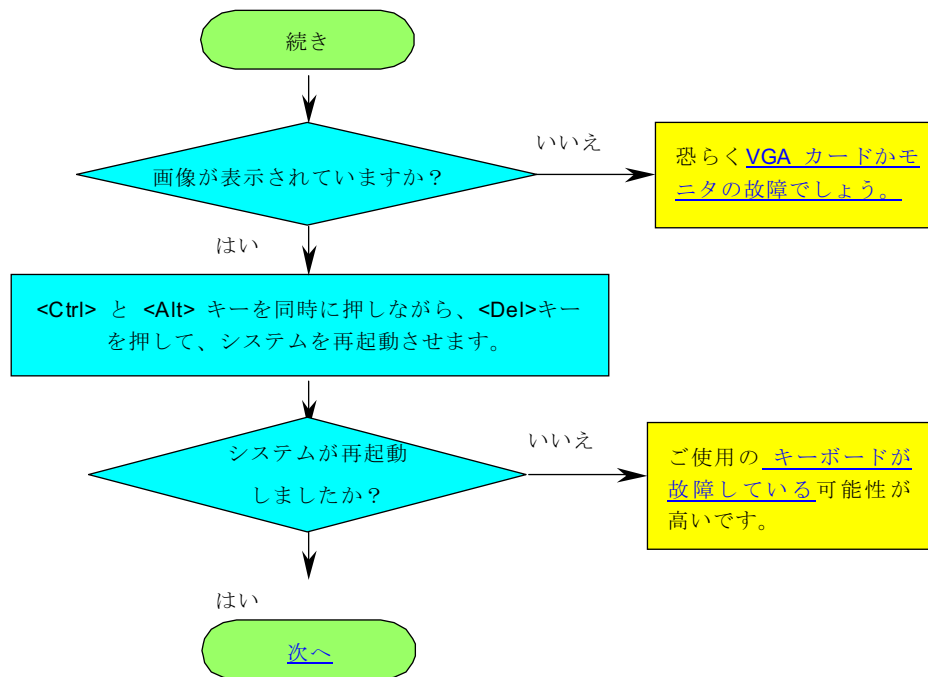 続き
画像が表示されていますか？
いいえ
恐らくVGA カードかモ
ニタの故障でしょう。
はい
<Ctrl> と <Alt> キーを同時に押しながら、<Del>キー
を押して、システムを再起動させます。
システムが再起動
しましたか？
いいえ
ご使用の キーボードが
故障している可能性が
高いです。
はい
次へ